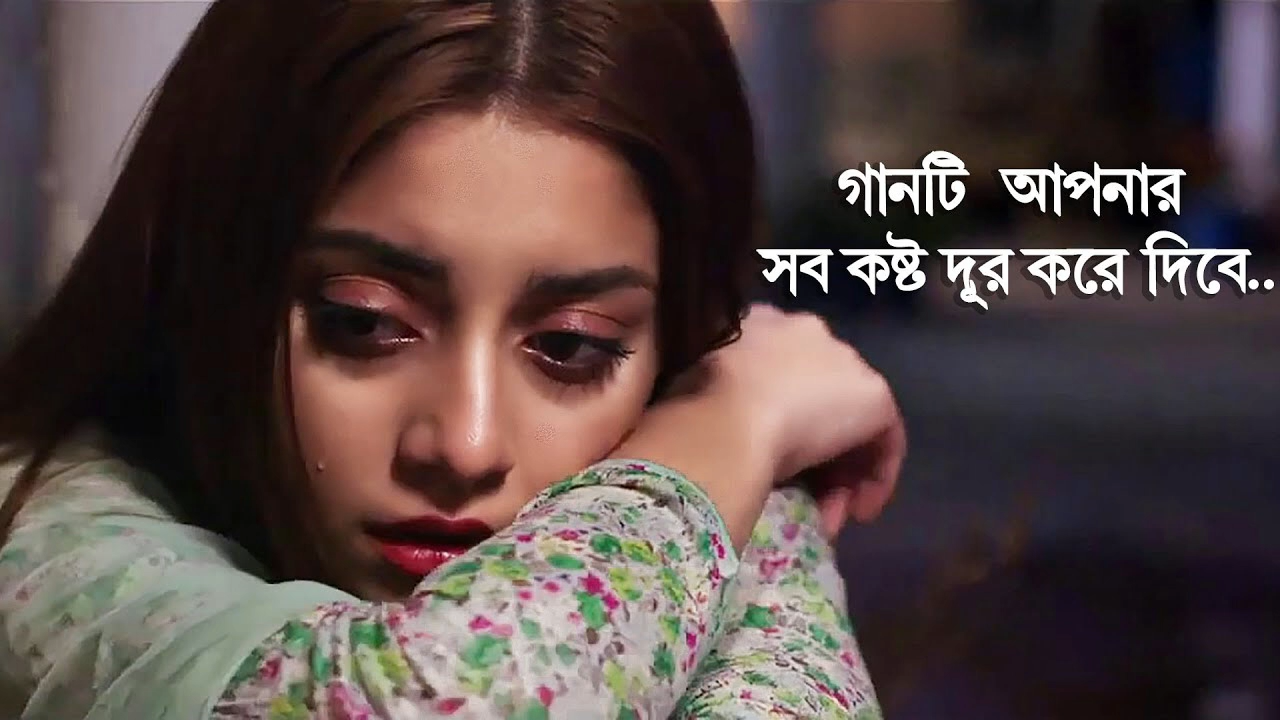 গানটি আপনার
সব কষ্ট দূর করে দিবে..